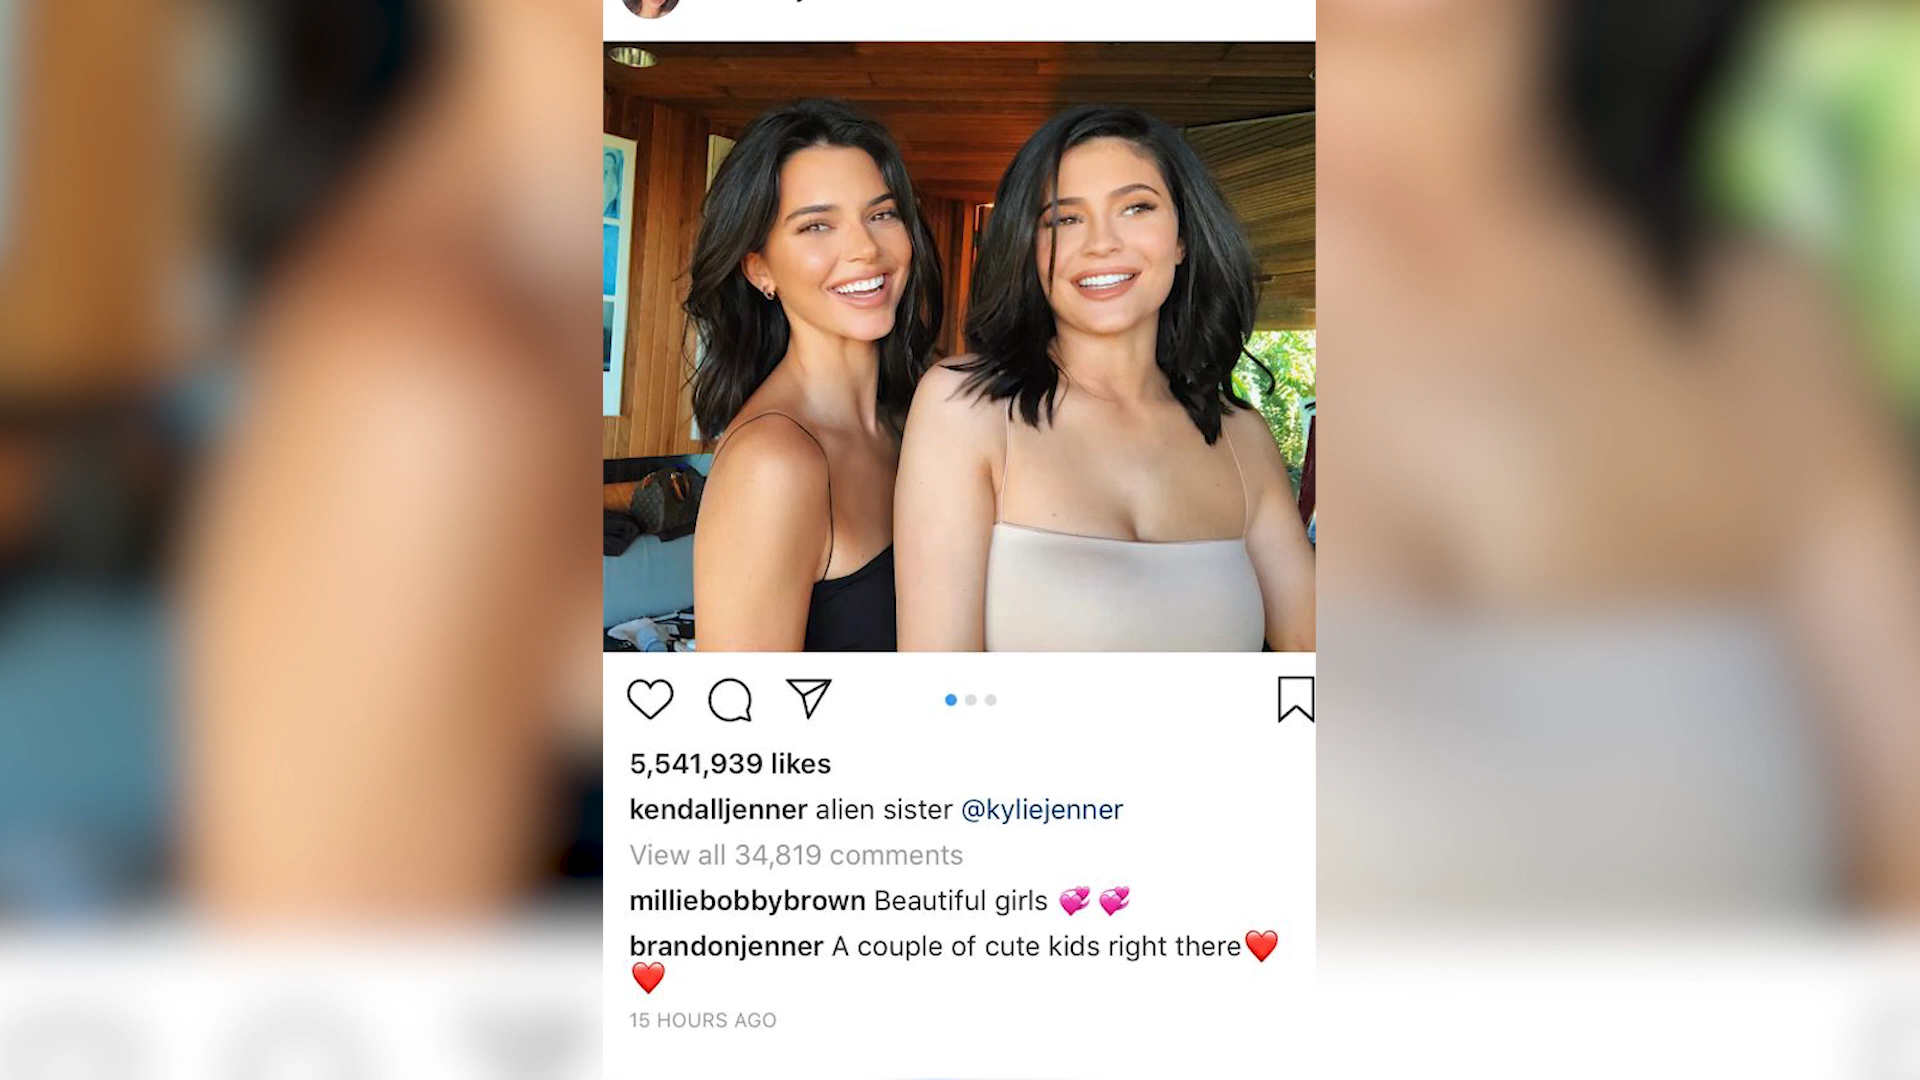 5,541,939 likes
kendalljenner alien sister @kyliejenner
View all 34,819 comments
milliebobbybrown Beautiful girls 💞 💞
brandonjenner A couple of cute kids right there❤️
❤️
15 HOURS AGO